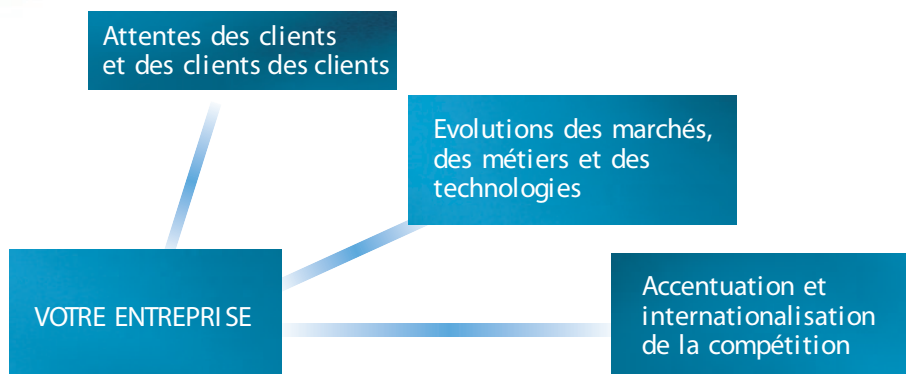 Attentes des clients
et des clients des clients
Evolutions des marchés,
des métiers et des
technologies
VOTRE ENTREPRISE
Accentuation et
internationalisation
de la compétition